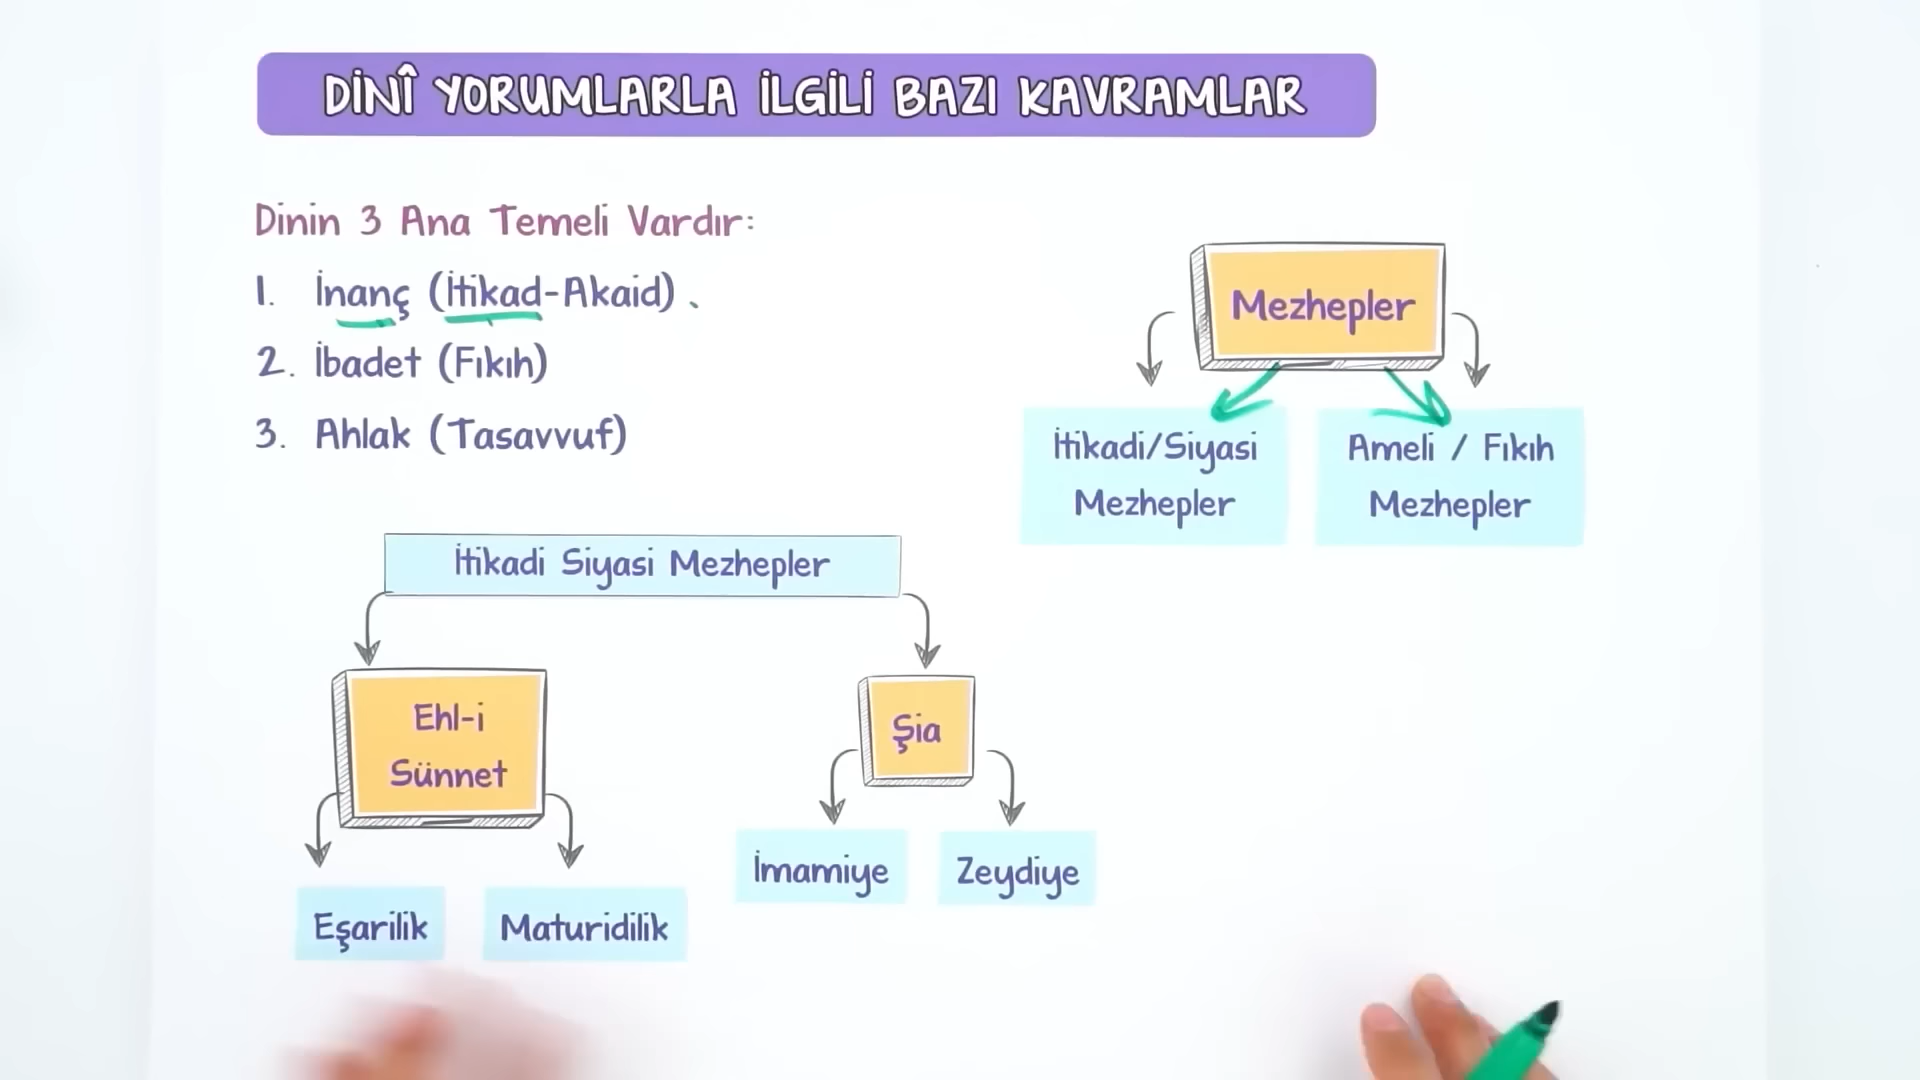 DİNÎ YORUMLARLA İLGİLİ BAZI KAVRAMLAR
Dinin 3 Ana Temeli Vardır:
1. İnanç (İtikad-Akaid)
2. İbadet (Fıkıh)
3. Ahlak (Tasavvuf)
Mezhepler
İtikadi/Siyasi
Mezhepler
Ameli / Fıkıh
Mezhepler
İtikadi Siyasi Mezhepler
Ehl-i
Sünnet
Şia
Eşarilik
Maturidilik
İmamiye
Zeydiye